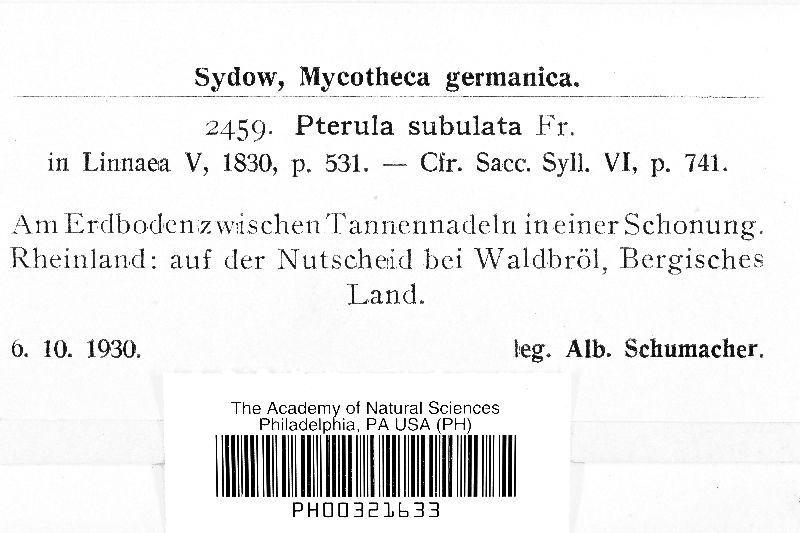 Sydow, Mycotheca germanica.
2459. Pterula subulata Fr.
in Linnaea V, 1830, p. 531. — Cfr. Sacc. Syll. VI, p. 741.
Am Erdboden zwischen Tannennadeln in einer Schonung.
Rheinland: auf der Nutscheid bei Waldbröl, Bergisches
Land.
6. 10. 1930. leg. Alb. Schumacher.
The Academy of Natural Sciences
Philadelphia, PA USA (PH)
PH00321633